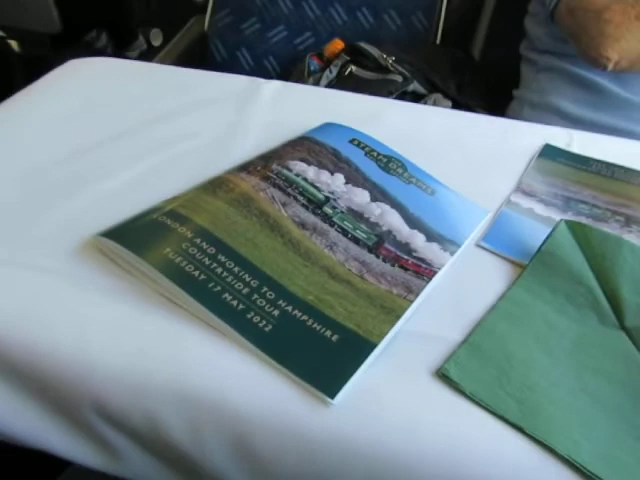 STEAM DREAMS
LONDON AND WOKING TO HAMPSHIRE
COUNTRYSIDE TOUR
TUESDAY 17 MAY 2022